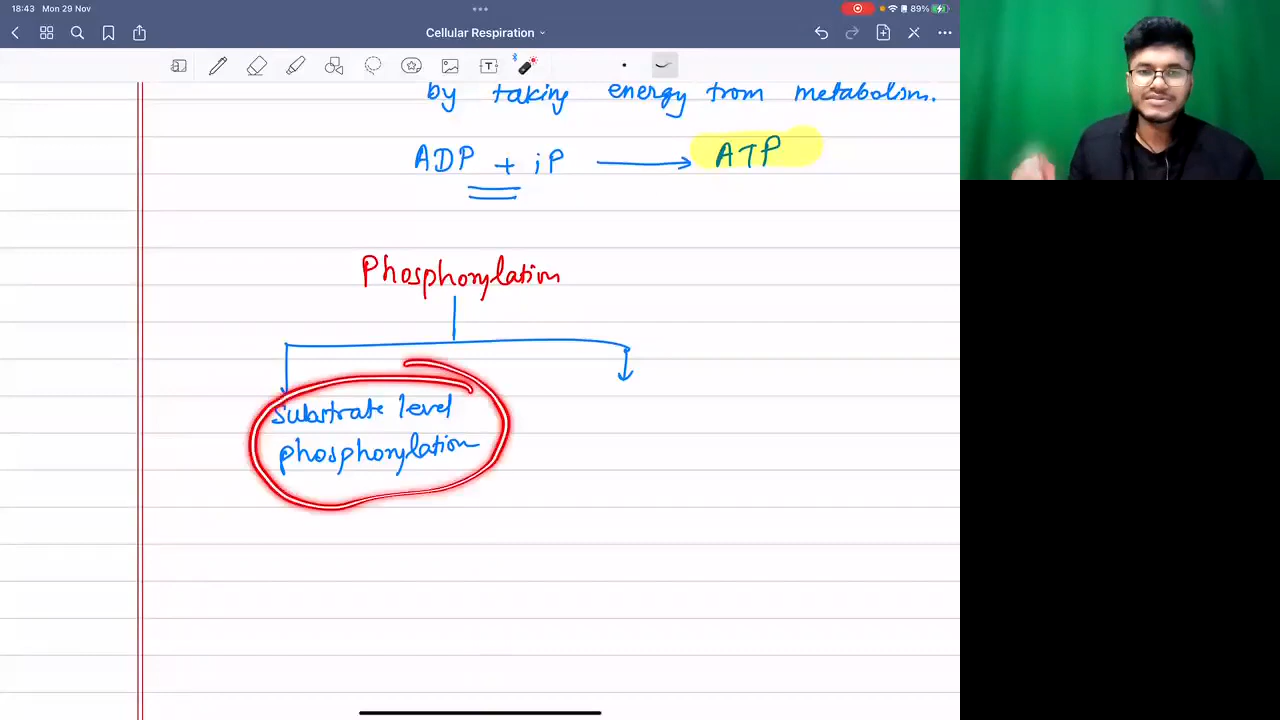 18:43 Mon 29 Nov
89%
Cellular Respiration
by taking energy from metabolism.
ADP + iP → ATP
Phosphorylation
Substrate level
phosphorylation